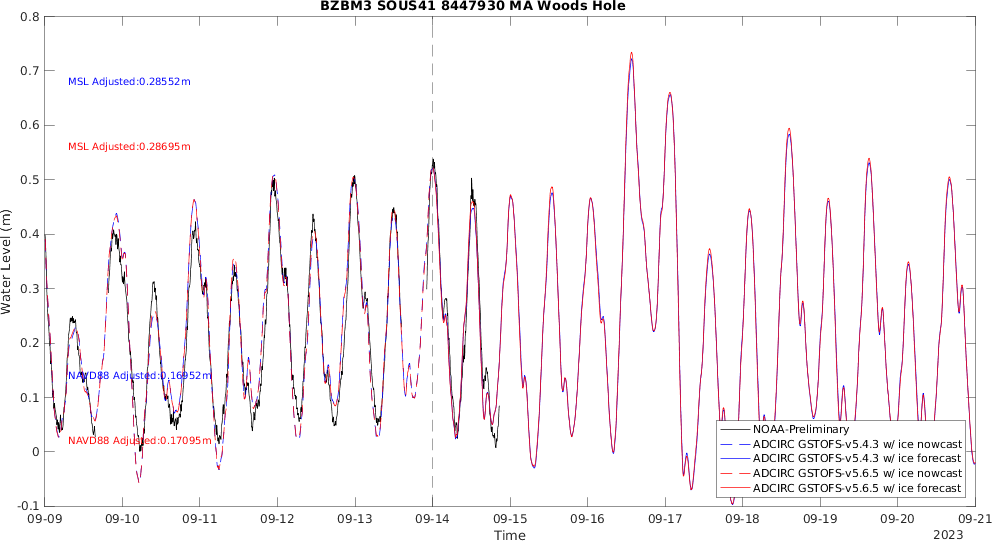 BZBM3 SOUS41 8447930 MA Woods Hole
0.8
0.7
0.6
0.5
0.4
0.3
0.2
0.1
0
-0.1
Water Level (m)
MSL Adjusted:0.28552m
MSL Adjusted:0.28695m
NAVD88 Adjusted:0.16952m
NAVD88 Adjusted:0.17095m
NOAA-Preliminary
ADCIRC GSTOFS-v5.4.3 w/ ice nowcast
ADCIRC GSTOFS-v5.4.3 w/ ice forecast
ADCIRC GSTOFS-v5.6.5 w/ ice nowcast
ADCIRC GSTOFS-v5.6.5 w/ ice forecast
09-09 09-10 09-11 09-12 09-13 09-14 09-15 09-16 09-17 09-18 09-19 09-20 09-21
Time
2023